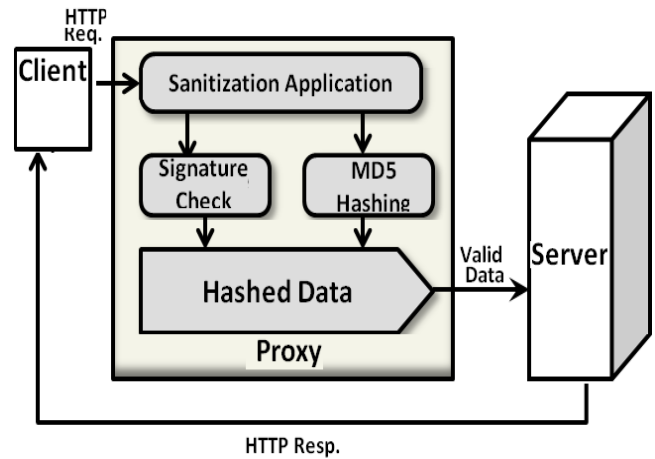 HTTP
Req.
Client
Sanitization Application
Signature
Check
MD5
Hashing
Hashed Data
Proxy
Valid
Data
Server
HTTP Resp.